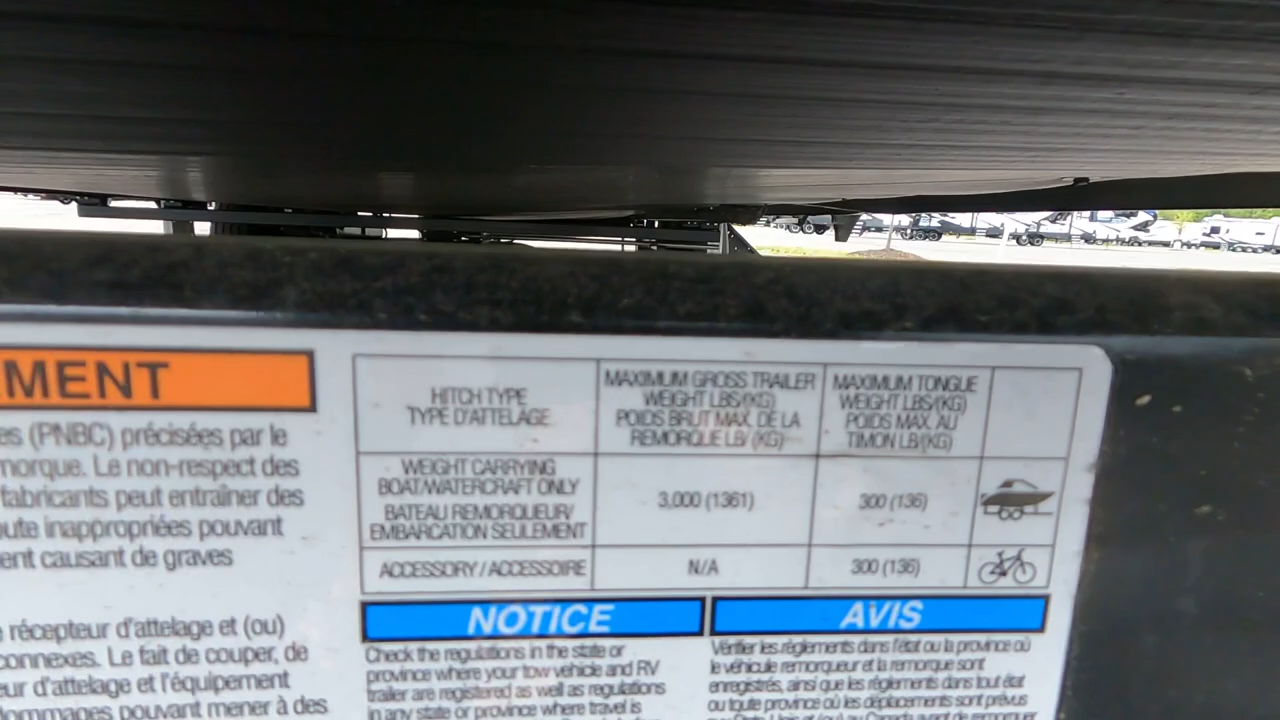 EMENT
es (PNBC) précisées par le
morque. Le non-respect des
fabricants peut entraîner des
oute inappropriées pouvant
ent causant de graves
e récepteur d'attelage et (ou)
connexes. Le fait de couper, de
eur d'attelage et l'équipement
dommages pouvant mener à des
HITCH TYPE
TYPE D'ATTELAGE
MAXIMUM GROSS TRAILER
WEIGHT LBS/(KG)
POIDS BRUT MAX. DE LA
REMORQUE LB/ (KG)
MAXIMUM TONGUE
WEIGHT LBS/(KG)
POIDS MAX. AU
TIMON LB/(KG)
WEIGHT CARRYING
BOAT/WATERCRAFT ONLY
BATEAU REMORQUEUR/
EMBARCATION SEULEMENT
3,000 (1361)
300 (136)
ACCESSORY / ACCESSOIRE
N/A
300 (136)
NOTICE
Check the regulations in the state or
province where your tow vehicle and RV
trailer are registered as well as regulations
in any state or province where travel is
AVIS
Vérifier les règlements dans l'état ou la province où
le véhicule remorqueur et la remorque sont
enregistrés, ainsi que les règlements dans tout état
ou toute province où les déplacements sont prévus